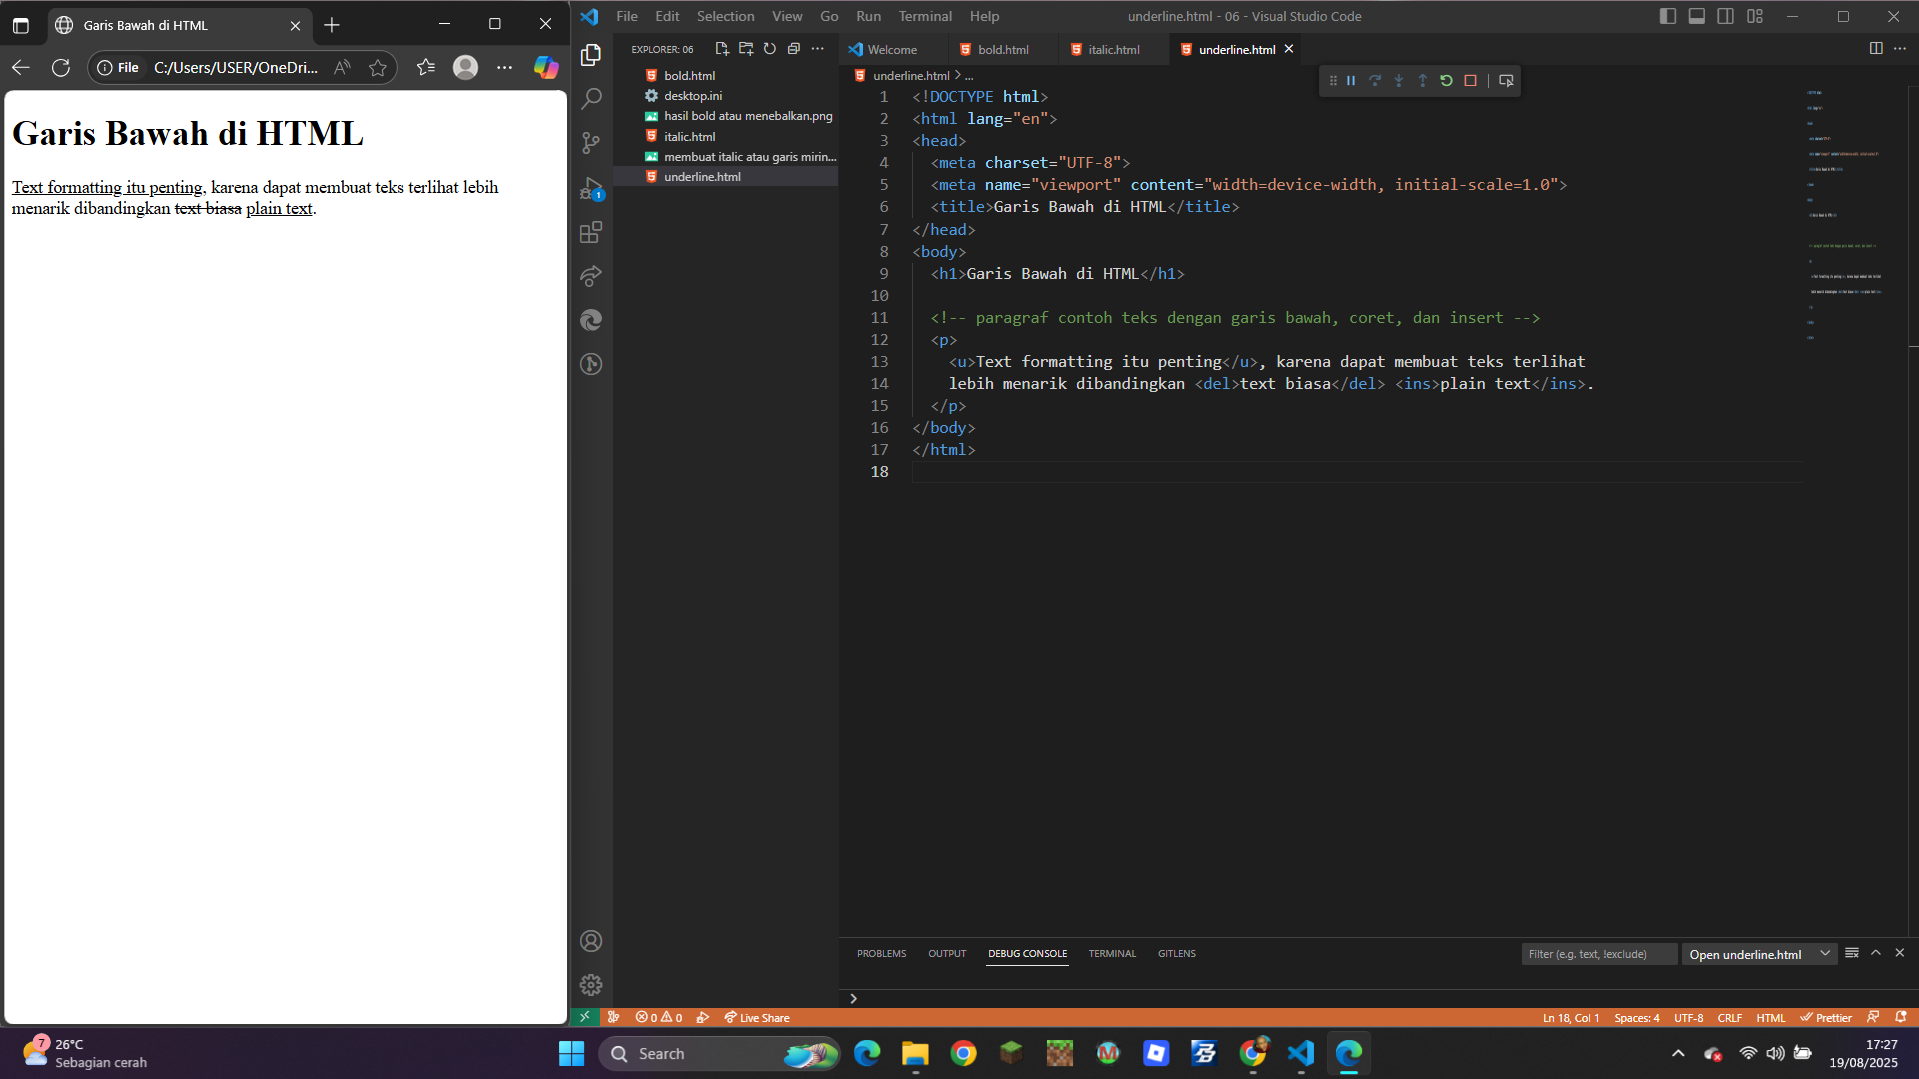 Garis Bawah di HTML
File C:/Users/USER/OneDri...
Garis Bawah di HTML
Text formatting itu penting, karena dapat membuat teks terlihat lebih
menarik dibandingkan text biasa plain text.
File Edit Selection View Go Run Terminal Help
underline.html - 06 - Visual Studio Code
EXPLORER: 06
bold.html
desktop.ini
hasil bold atau menebalkan.png
italic.html
membuat italic atau garis mirin...
underline.html
1
Welcome bold.html italic.html underline.html
underline.html > ...
1 <!DOCTYPE html>
2 <html lang="en">
3 <head>
4 <meta charset="UTF-8">
5 <meta name="viewport" content="width=device-width, initial-scale=1.0">
6 <title>Garis Bawah di HTML</title>
7 </head>
8 <body>
9 <h1>Garis Bawah di HTML</h1>
10
11 <!-- paragraf contoh teks dengan garis bawah, coret, dan insert -->
12 <p>
13 <u>Text formatting itu penting</u>, karena dapat membuat teks terlihat
14 lebih menarik dibandingkan <del>text biasa</del> <ins>plain text</ins>.
15 </p>
16 </body>
17 </html>
18
PROBLEMS OUTPUT DEBUG CONSOLE TERMINAL GITLENS
Filter (e.g. text, !exclude) Open underline.html
0 0 Live Share
Ln 18, Col 1 Spaces: 4 UTF-8 CRLF HTML Prettier
7 26°C
Sebagian cerah
Search
17:27
19/08/2025